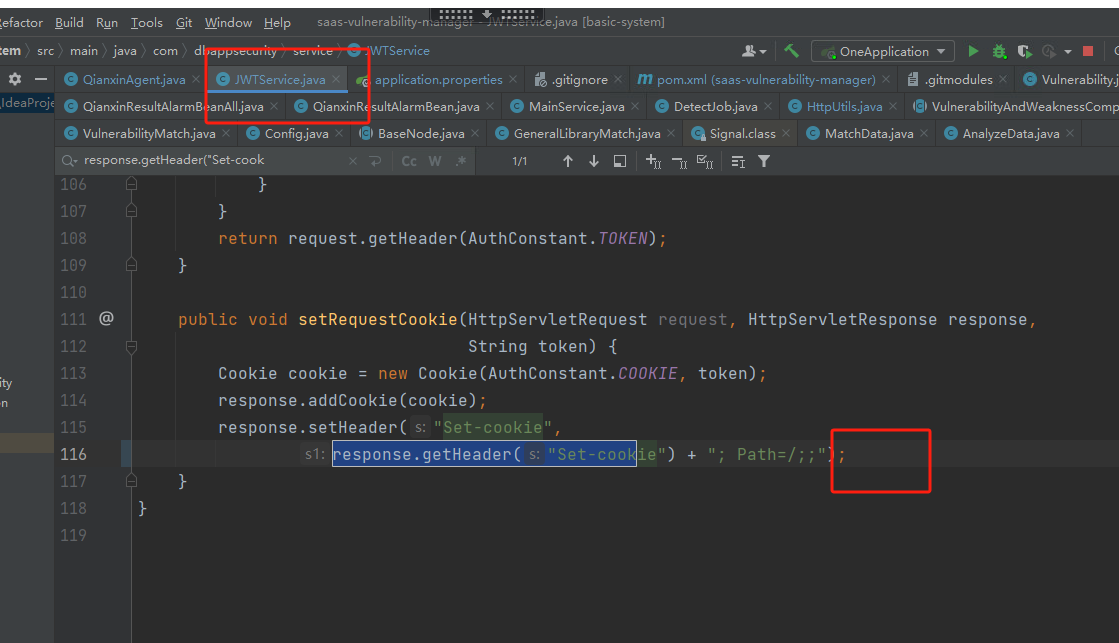 efactor Build Run Tools Git Window Help saas-vulnerability-manager - JWTService.java [basic-system]
tem src main java com dbappsecurity service JWTService OneApplication
QianxinAgent.java JWTService.java application.properties .gitignore pom.xml (saas-vulnerability-manager) .gitmodules Vulnerability.j
IdeaProje QianxinResultAlarmBeanAll.java QianxinResultAlarmBean.java MainService.java DetectJob.java HttpUtils.java VulnerabilityAndWeaknessComp
VulnerabilityMatch.java Config.java BaseNode.java GeneralLibraryMatch.java Signal.class MatchData.java AnalyzeData.java
response.getHeader("Set-cook Cc W .* 1/1
106 }
107 }
108 return request.getHeader(AuthConstant.TOKEN);
109 }
110
111 @ public void setRequestCookie(HttpServletRequest request, HttpServletResponse response,
112 String token) {
ity 113 Cookie cookie = new Cookie(AuthConstant.COOKIE, token);
n 114 response.addCookie(cookie);
115 response.setHeader( s: "Set-cookie",
116 s1: response.getHeader( s: "Set-cookie") + "; Path=/;;");
117 }
118 }
119